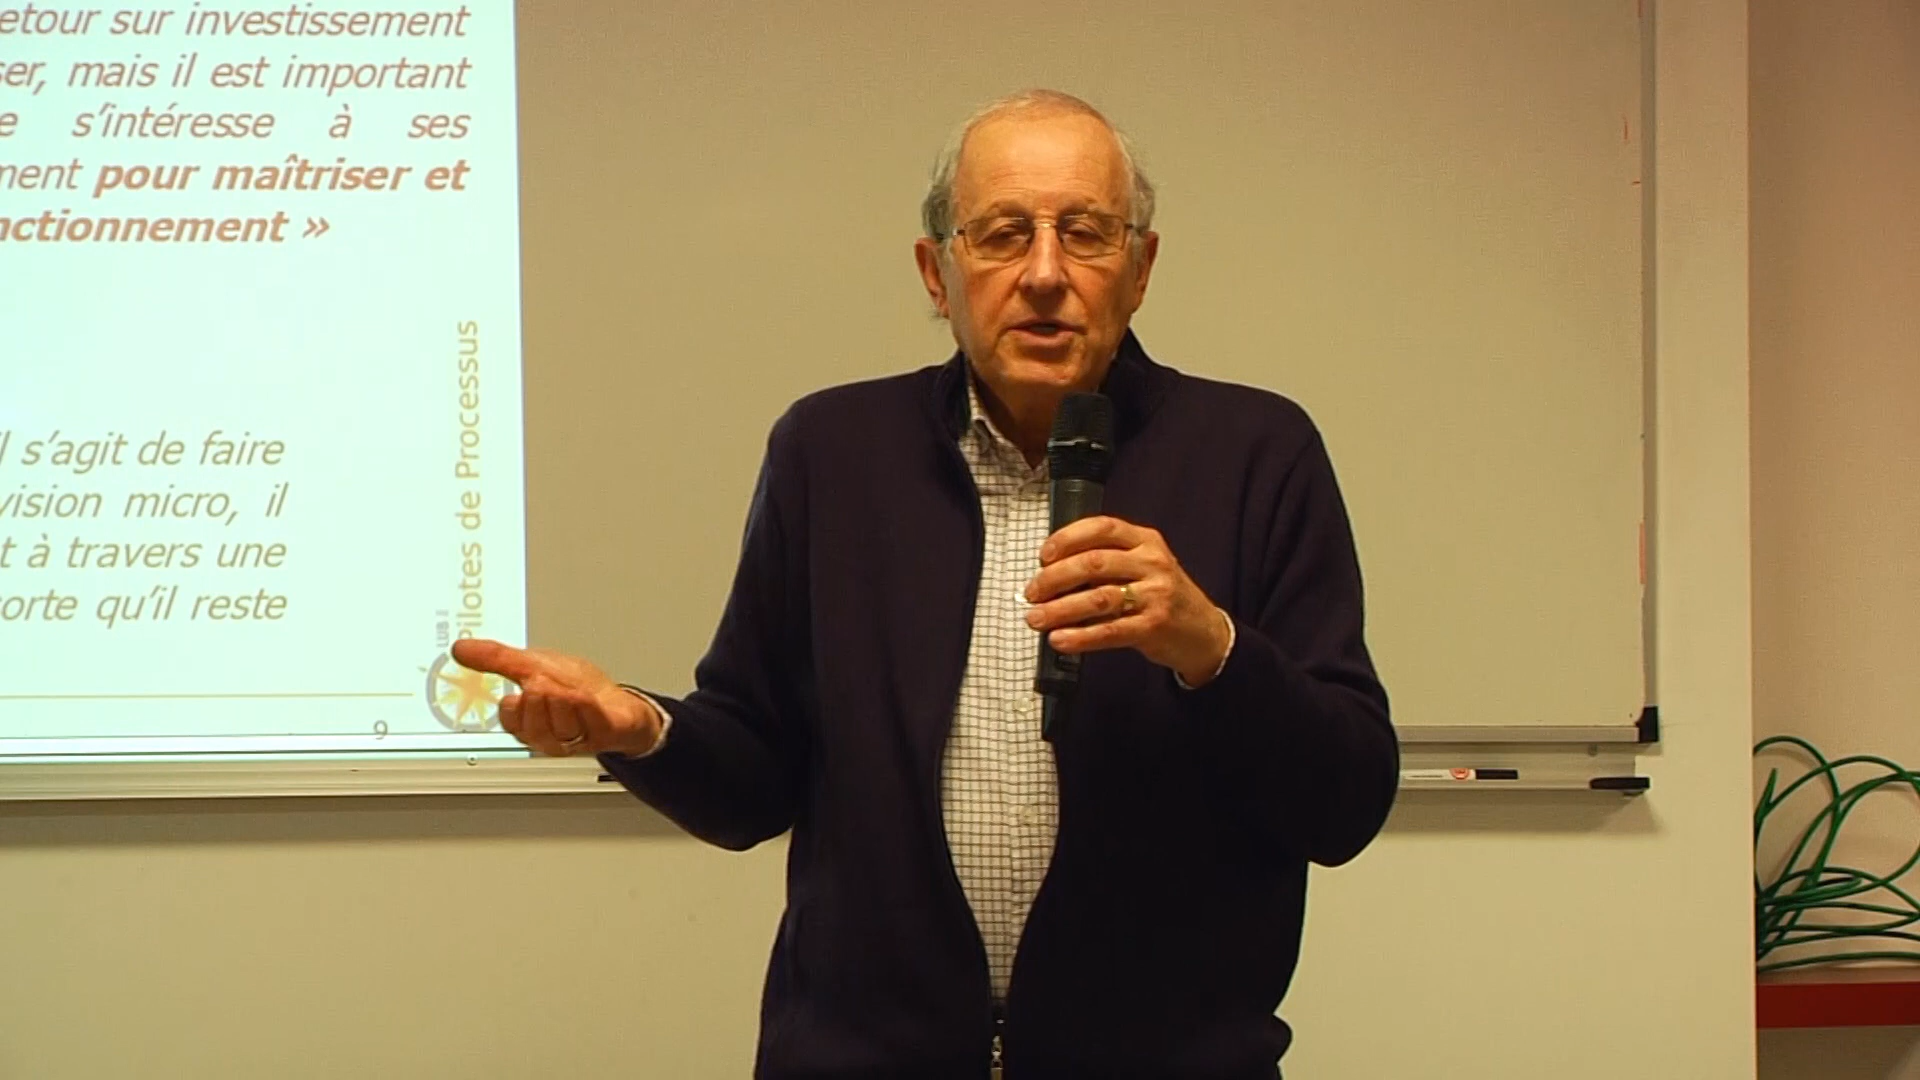 etour sur investissement
ser, mais il est important
e s'intéresse à ses
ment pour maîtriser et
nctionnement »
l s'agit de faire
vision micro, il
t à travers une
sorte qu'il reste
Pilotes de Processus
9